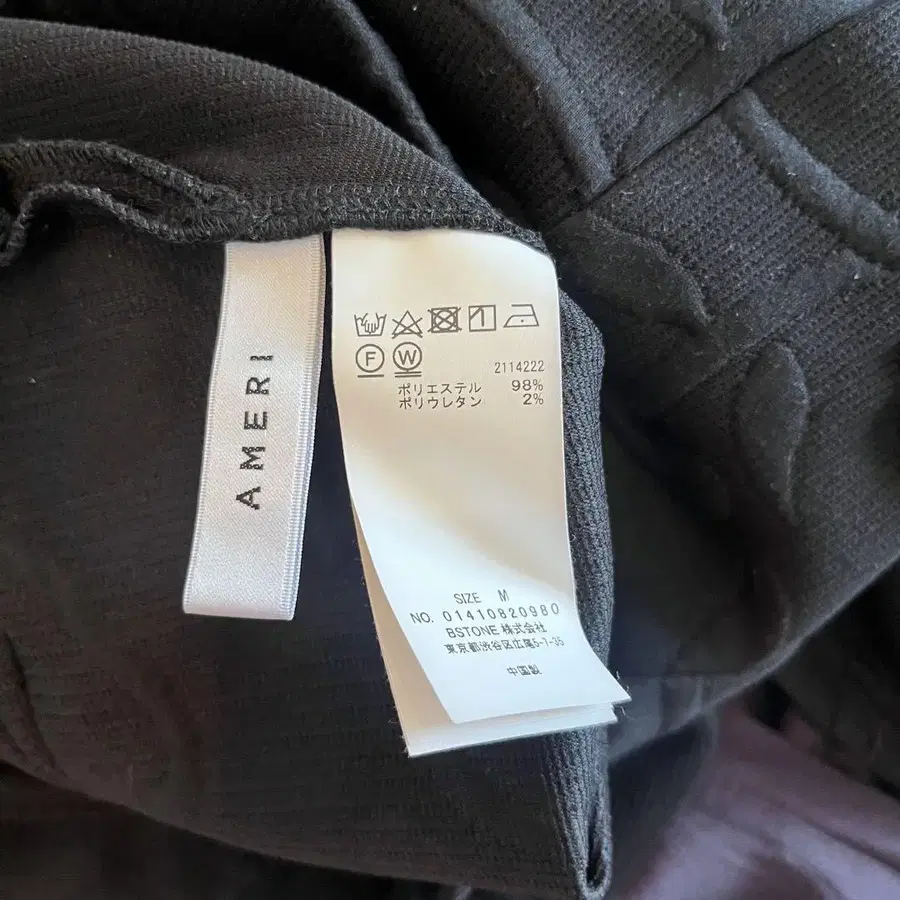 AMERI
F W
2114222
ポリエステル 98%
ポリウレタン 2%
SIZE M
NO. 01410820980
BSTONE 株式会社
東京都渋谷区広尾5-7-35
中国製